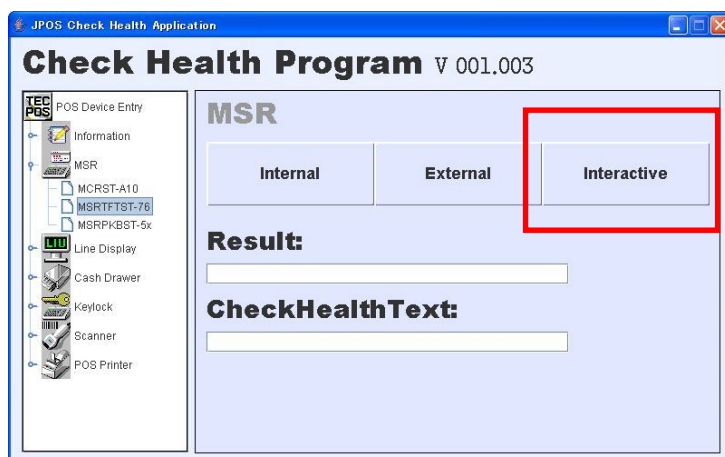 JPOS Check Health Application
Check Health Program V 001.003
TEC
POS
POS Device Entry
Information
MSR
MCRST-A10
MSRTFTST-76
MSRPKBST-5x
LIU
Line Display
Cash Drawer
Keylock
Scanner
POS Printer
MSR
Internal External Interactive
Result:
CheckHealthText: